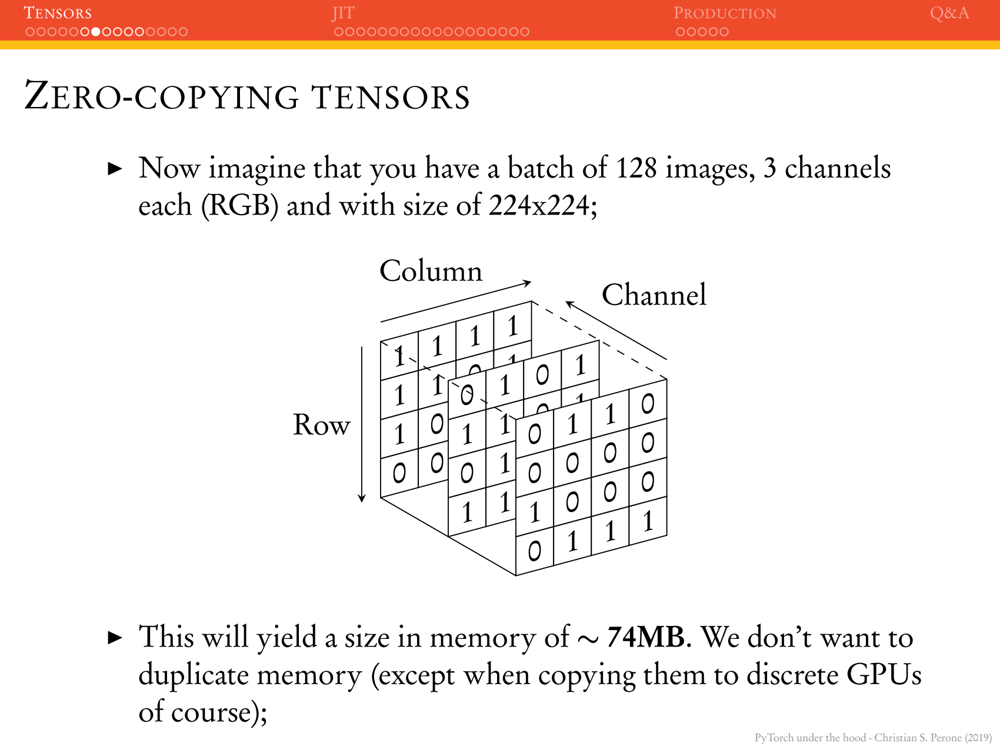 TENSORS JIT PRODUCTION Q&A
ZERO-COPYING TENSORS
▶ Now imagine that you have a batch of 128 images, 3 channels
each (RGB) and with size of 224x224;
Column
Channel
Row
1 1 1 1
1 1 0 1
1 0
0 0
0 1 0 1
1 1 0 1
0 1
1 1
0 1 1 0
0 0 0 0
1 0 0 0
0 1 1 1
▶ This will yield a size in memory of ∼ 74MB. We don't want to
duplicate memory (except when copying them to discrete GPUs
of course);
PyTorch under the hood - Christian S. Perone (2019)